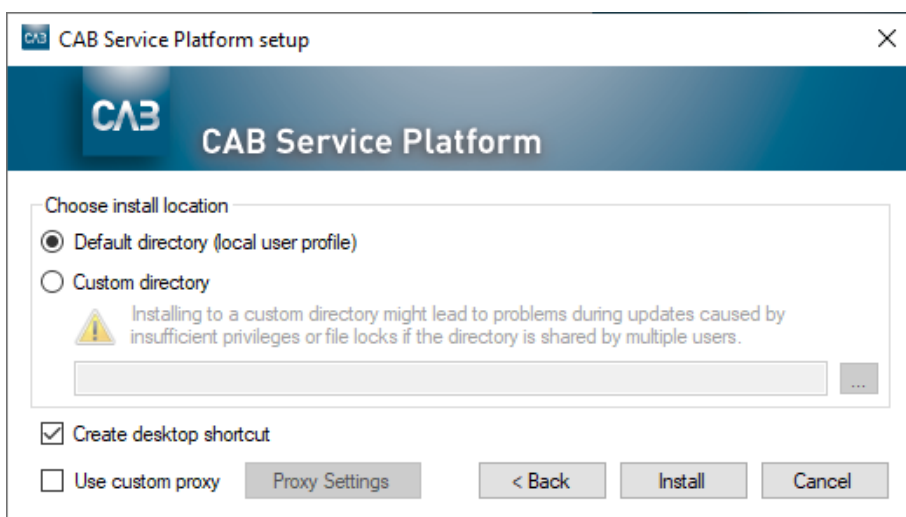 CAB CAB Service Platform setup
CAB
CAB Service Platform
Choose install location
Default directory (local user profile)
Custom directory
Installing to a custom directory might lead to problems during updates caused by
insufficient privileges or file locks if the directory is shared by multiple users.
...
Create desktop shortcut
Use custom proxy Proxy Settings < Back Install Cancel